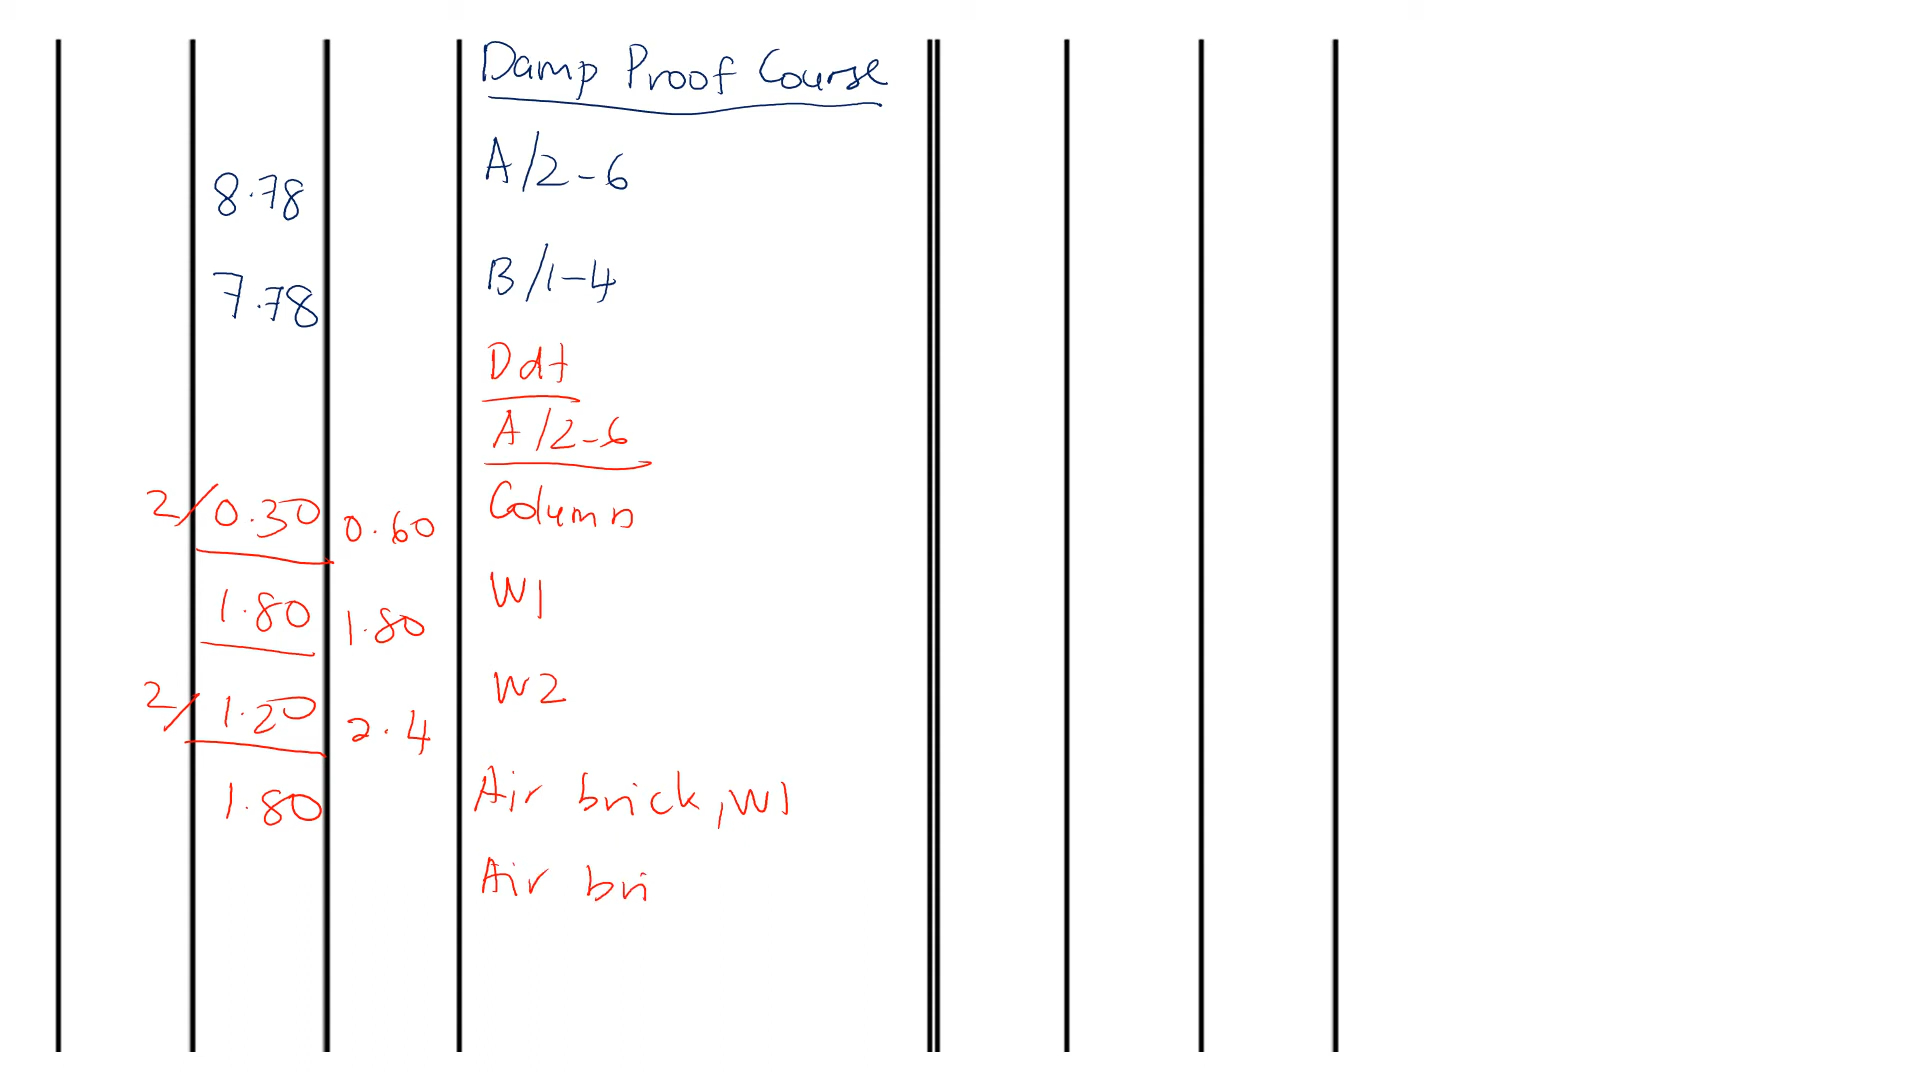 Damp Proof Course
8.78 A/2-6
7.78 B/1-4
Ddt
A/2-6
2/0.30 0.60 Column
1.80 1.80 W1
2/1.20 2.4 W2
1.80 Air brick, W1
Air bri